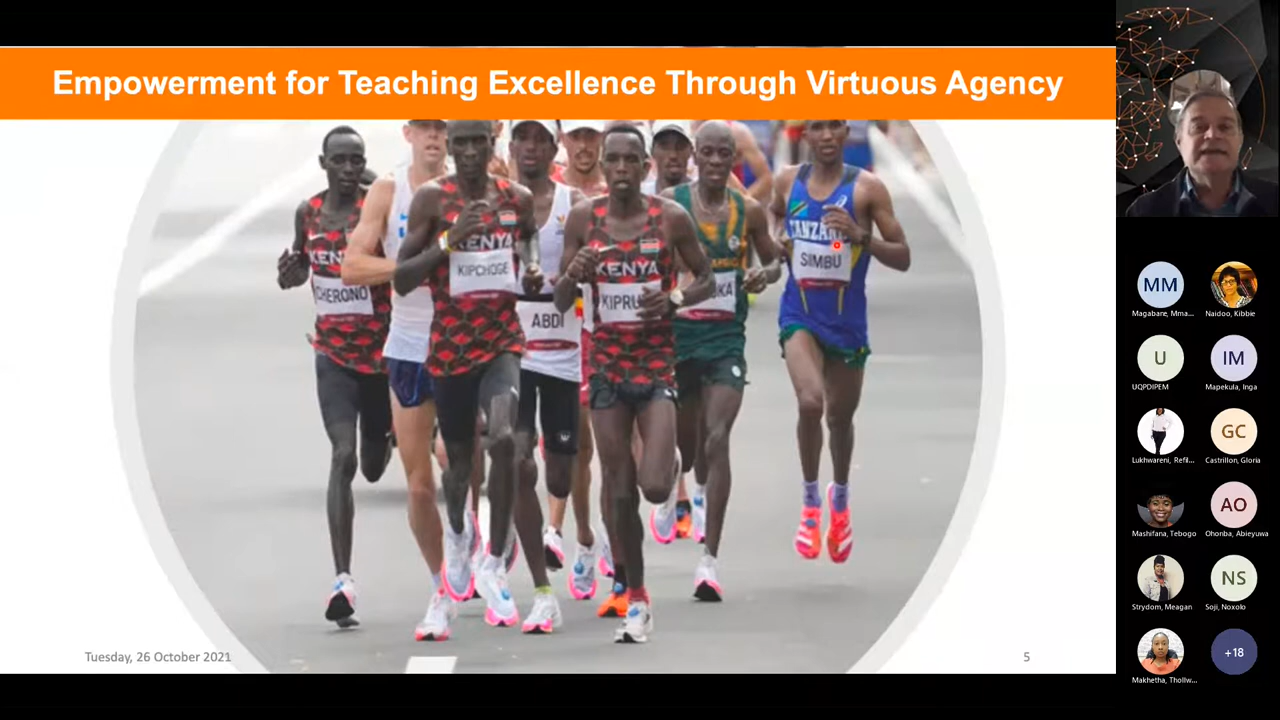 Empowerment for Teaching Excellence Through Virtuous Agency
KENYA
CHERONO
KENYA
KIPCHOGE
ABDI
KENYA
SIMBU
Tuesday, 26 October 2021
5
MM
Magabane, Mma...
Naidoo, Kibbie
U
UQPDIPEM
IM
Mapekula, Inga
Lukhwareni, Refil...
GC
Castrillon, Gloria
Mashifana, Tebogo
AO
Ohonba, Abieyuwa
Strydom, Meagan
NS
Soji, Noxolo
Makhetha, Thollw...
+18